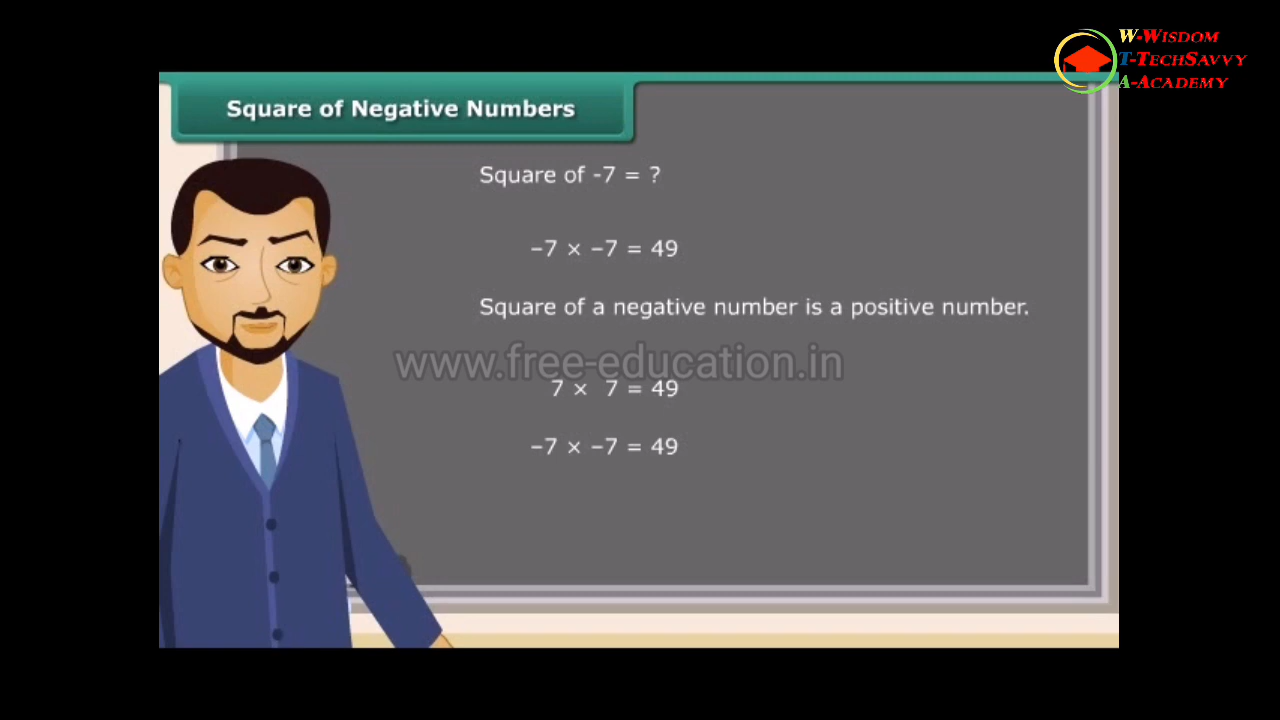 W-Wisdom
T-TechSavvy
A-Academy
Square of Negative Numbers
Square of -7 = ?
–7 × –7 = 49
Square of a negative number is a positive number.
www.free-education.in
7 × 7 = 49
–7 × –7 = 49